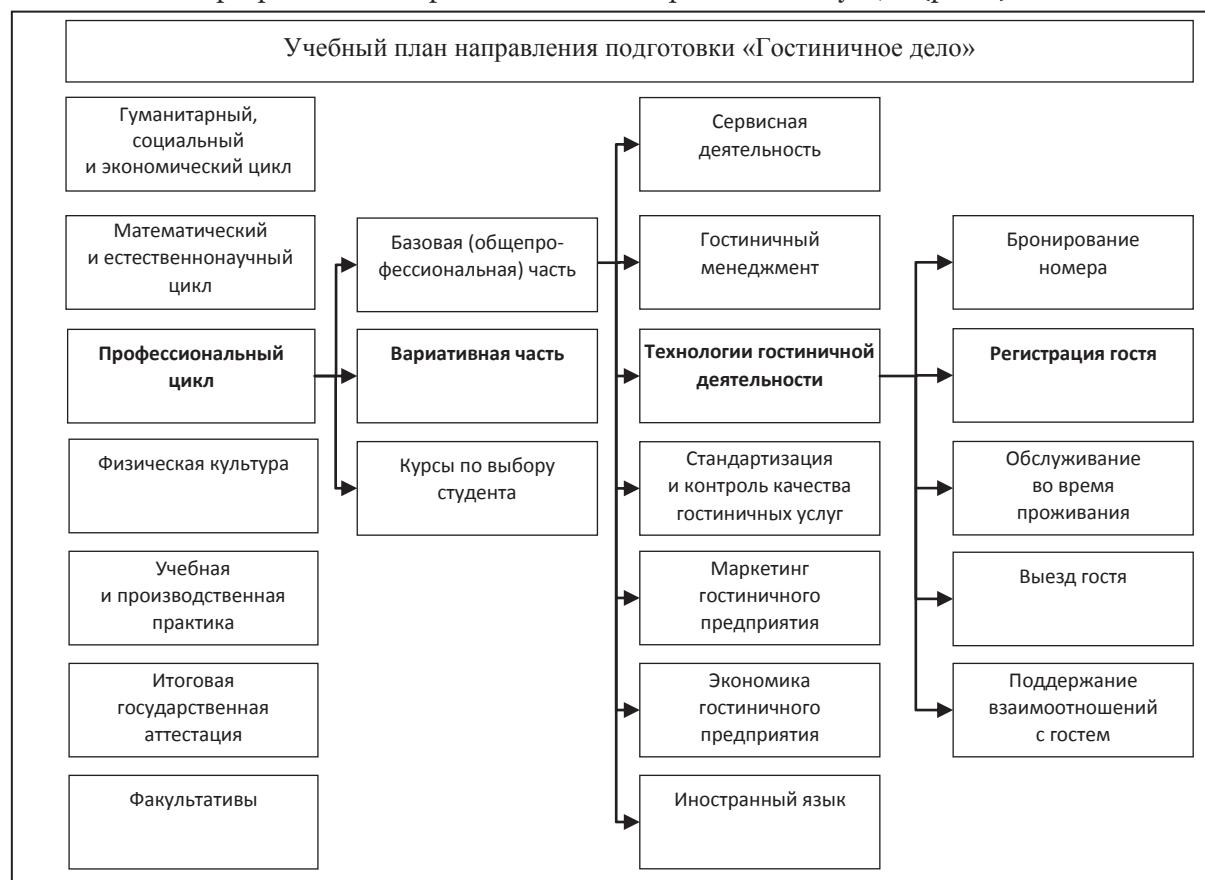 Учебный план направления подготовки «Гостиничное дело»
Гуманитарный,
социальный
и экономический цикл
Математический
и естественнонаучный
цикл
Профессиональный
цикл
Физическая культура
Учебная
и производственная
практика
Итоговая
государственная
аттестация
Факультативы
Базовая (общепро-
фессиональная) часть
Вариативная часть
Курсы по выбору
студента
Сервисная
деятельность
Гостиничный
менеджмент
Технологии гостиничной
деятельности
Стандартизация
и контроль качества
гостиничных услуг
Маркетинг
гостиничного
предприятия
Экономика
гостиничного
предприятия
Иностранный язык
Бронирование
номера
Регистрация гостя
Обслуживание
во время
проживания
Выезд гостя
Поддержание
взаимоотношений
с гостем